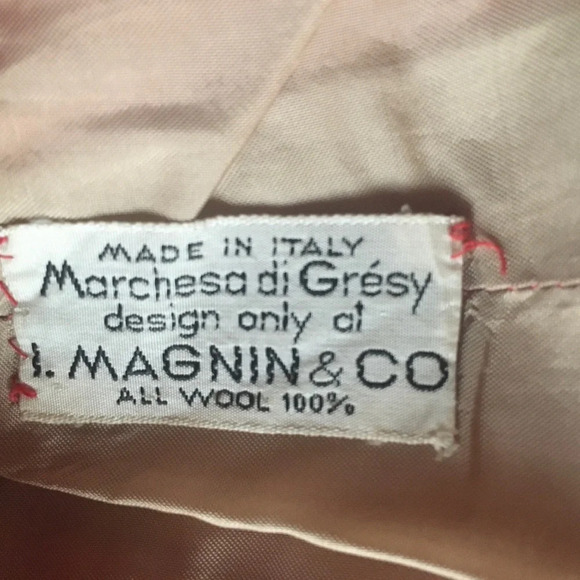 MADE IN ITALY
Marchesa di Grésy
design only at
I. MAGNIN & CO
ALL WOOL 100%